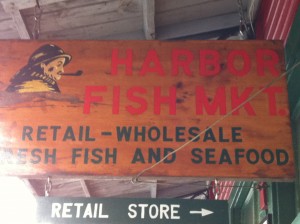 HARBOR
FISH MKT.
RETAIL-WHOLESALE
RESH FISH AND SEAFOOD
RETAIL STORE →